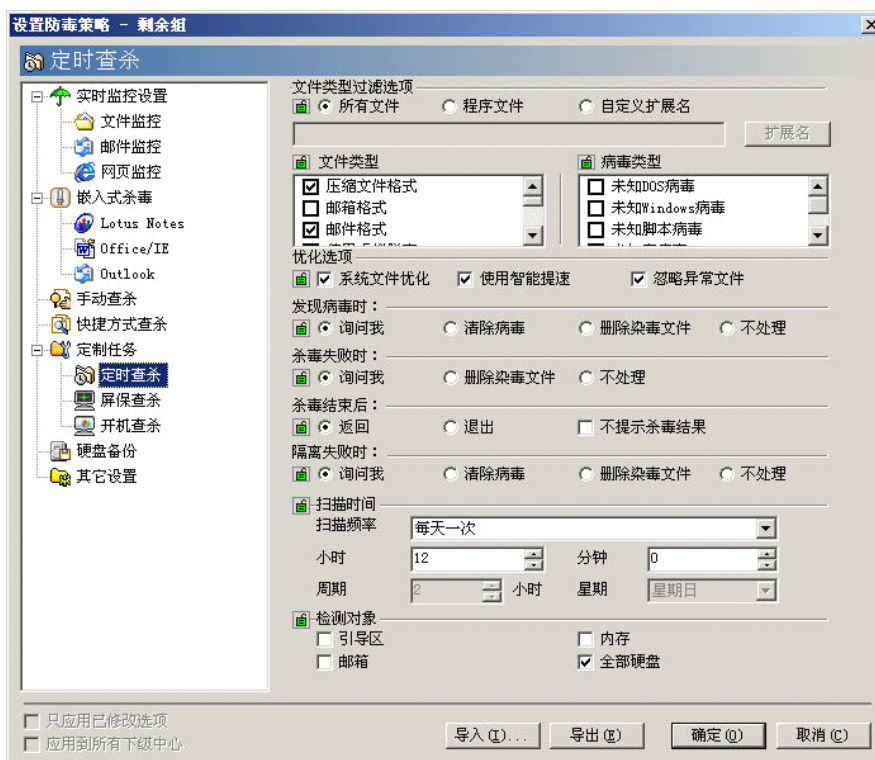 设置防毒策略 - 剩余组
定时查杀
实时监控设置
文件监控
邮件监控
网页监控
嵌入式杀毒
Lotus Notes
Office/IE
Outlook
手动查杀
快捷方式查杀
定制任务
定时查杀
屏保查杀
开机查杀
硬盘备份
其它设置
文件类型过滤选项
所有文件 程序文件 自定义扩展名
扩展名
文件类型 病毒类型
压缩文件格式 未知DOS病毒
邮箱格式 未知Windows病毒
邮件格式 未知脚本病毒
优化选项
系统文件优化 使用智能提速 忽略异常文件
发现病毒时：
询问我 清除病毒 删除染毒文件 不处理
杀毒失败时：
询问我 删除染毒文件 不处理
杀毒结束后：
返回 退出 不提示杀毒结果
隔离失败时：
询问我 清除病毒 删除染毒文件 不处理
扫描时间
扫描频率 每天一次
小时 12 分钟 0
周期 2 小时 星期 星期日
检测对象
引导区 内存
邮箱 全部硬盘
只应用已修改选项
应用到所有下级中心
导入(I)... 导出(E) 确定(O) 取消(C)